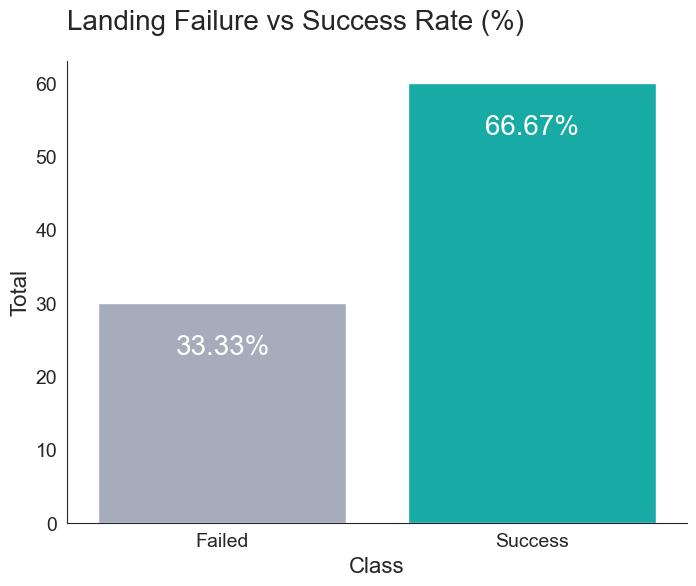 Landing Failure vs Success Rate (%)
60
50
40
30
20
10
0
Total
66.67%
33.33%
Failed
Success
Class